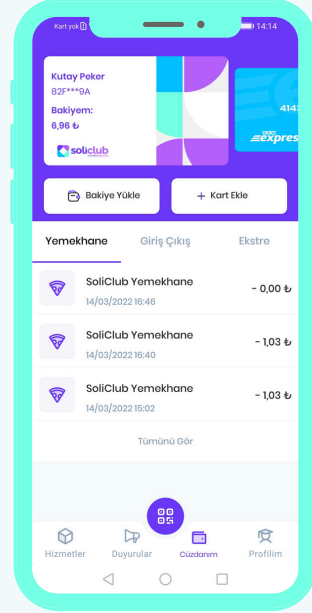 Kart yok
14:14
Kutay Peker
82F***9A
Bakiyem:
6,96 ₺
soliclub
4143
express
Bakiye Yükle
+ Kart Ekle
Yemekhane
Giriş Çıkış
Ekstre
SoliClub Yemekhane
14/03/2022 16:46
- 0,00 ₺
SoliClub Yemekhane
14/03/2022 16:40
- 1,03 ₺
SoliClub Yemekhane
14/03/2022 15:02
- 1,03 ₺
Tümünü Gör
Hizmetler
Duyurular
Cüzdanım
Profilim